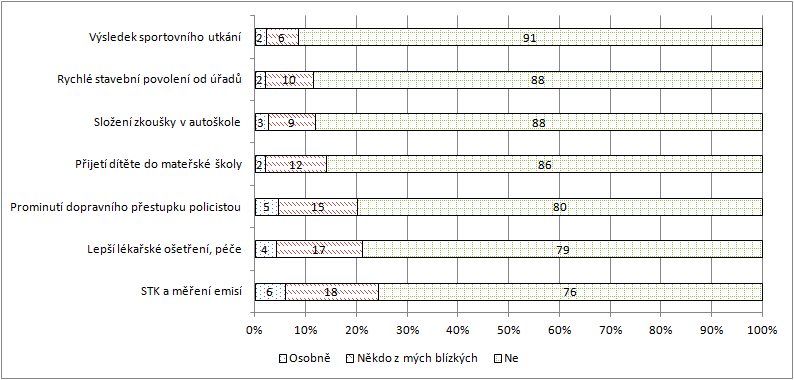 Výsledek sportovního utkání 2 6 91
Rychlé stavební povolení od úřadů 2 10 88
Složení zkoušky v autoškole 3 9 88
Přijetí dítěte do mateřské školy 2 12 86
Prominutí dopravního přestupku policistou 5 15 80
Lepší lékařské ošetření, péče 4 17 79
STK a měření emisí 6 18 76
0% 10% 20% 30% 40% 50% 60% 70% 80% 90% 100%
Osobně Někdo z mých blízkých Ne